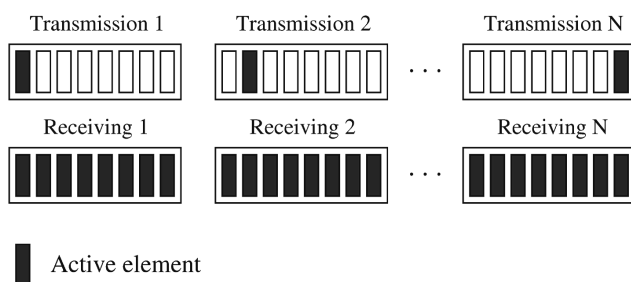 Transmission 1
Transmission 2
Transmission N
. . .
Receiving 1
Receiving 2
Receiving N
. . .
Active element